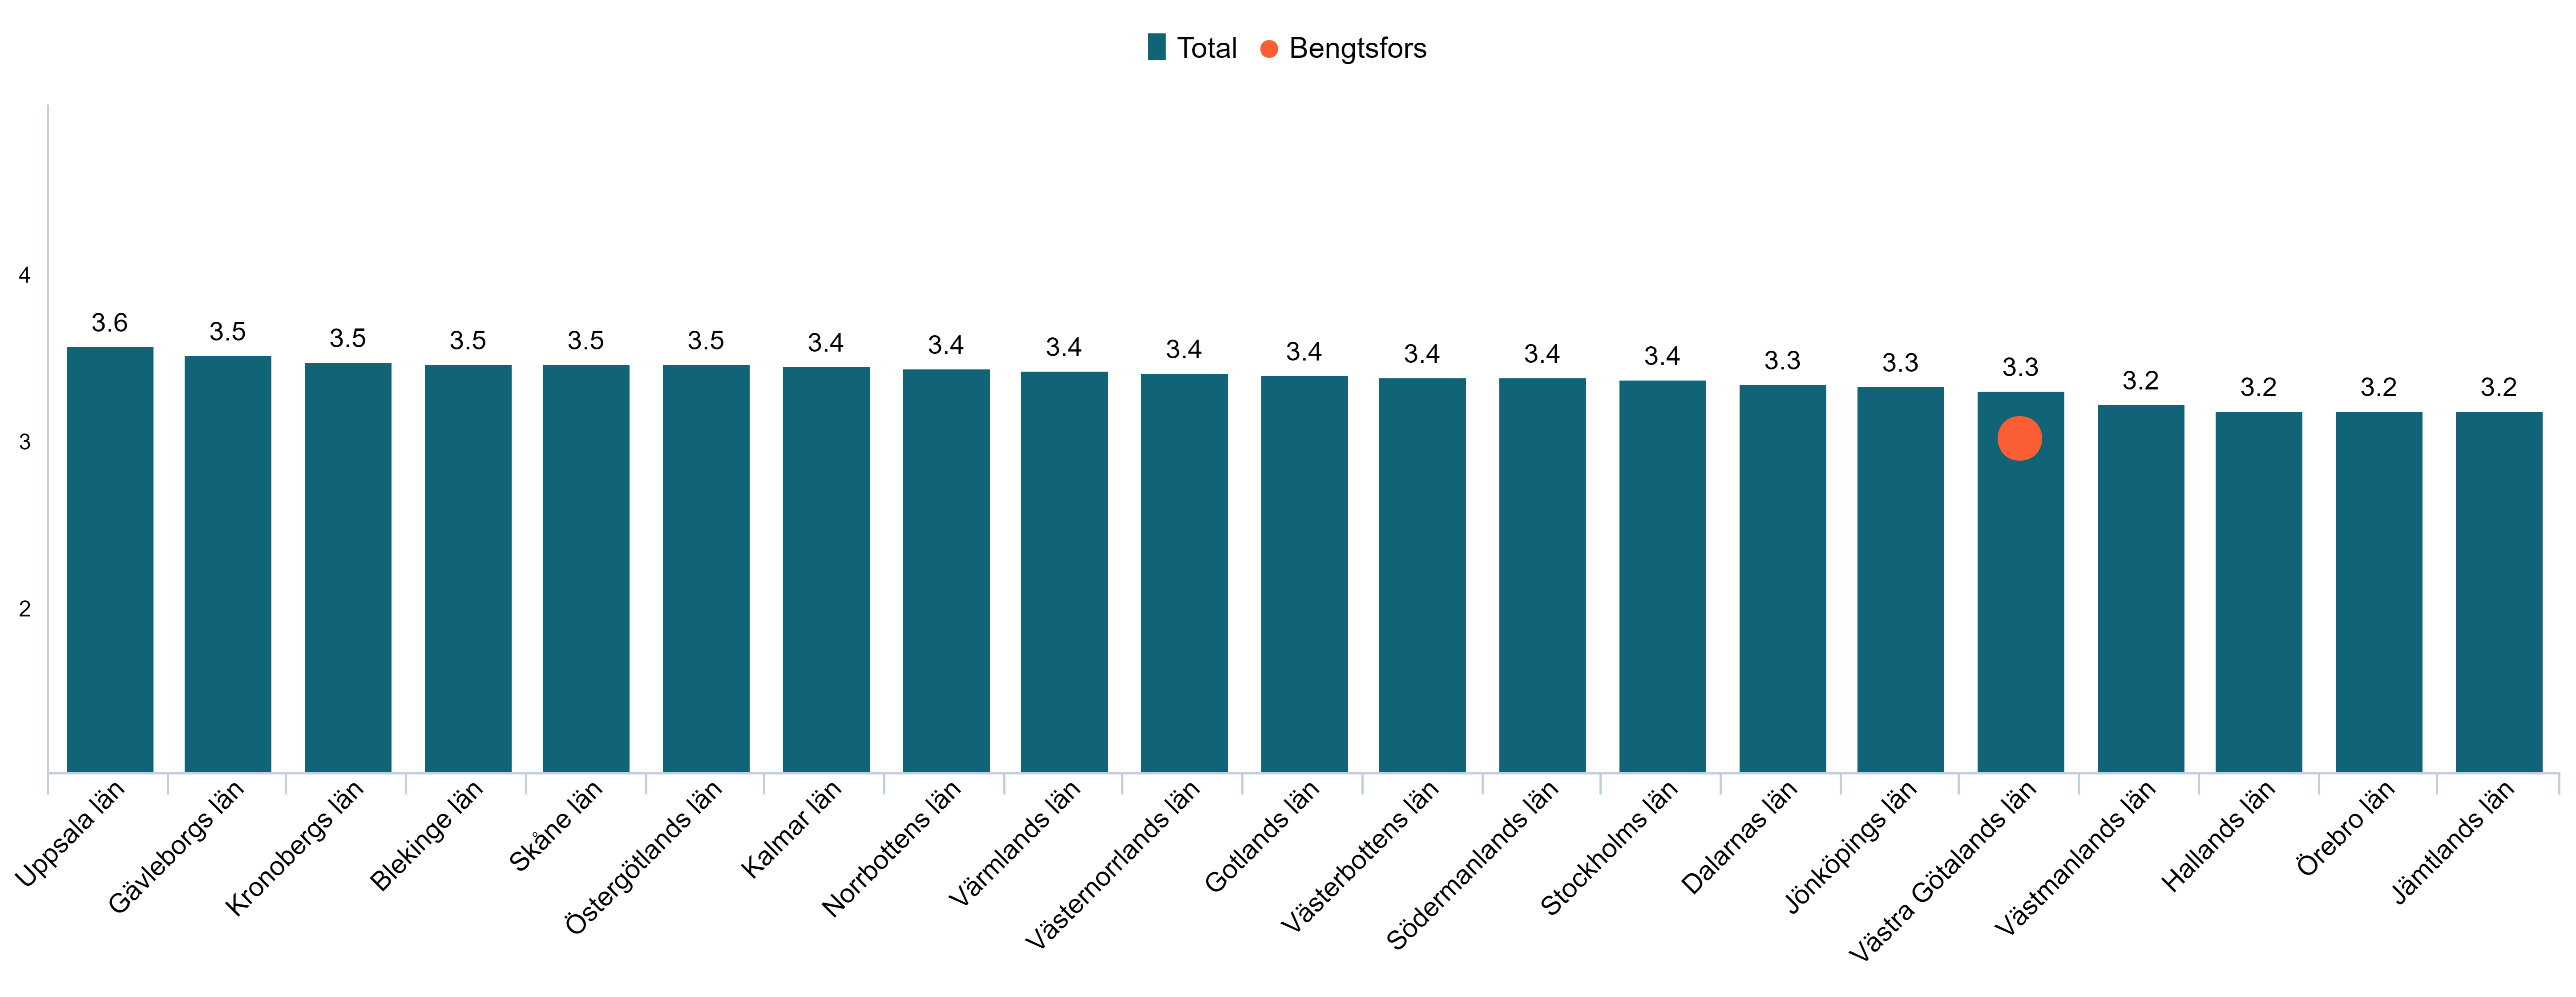 Total Bengtsfors
4
3
2
3.6 3.5 3.5 3.5 3.5 3.5 3.4 3.4 3.4 3.4 3.4 3.4 3.4 3.4 3.3 3.3 3.3 3.2 3.2 3.2 3.2
Uppsala län
Gävleborgs län
Kronobergs län
Blekinge län
Skåne län
Östergötlands län
Kalmar län
Norrbottens län
Värmlands län
Västernorrlands län
Gotlands län
Västerbottens län
Södermanlands län
Stockholms län
Dalarnas län
Jönköpings län
Västra Götalands län
Västmanlands län
Hallands län
Örebro län
Jämtlands län